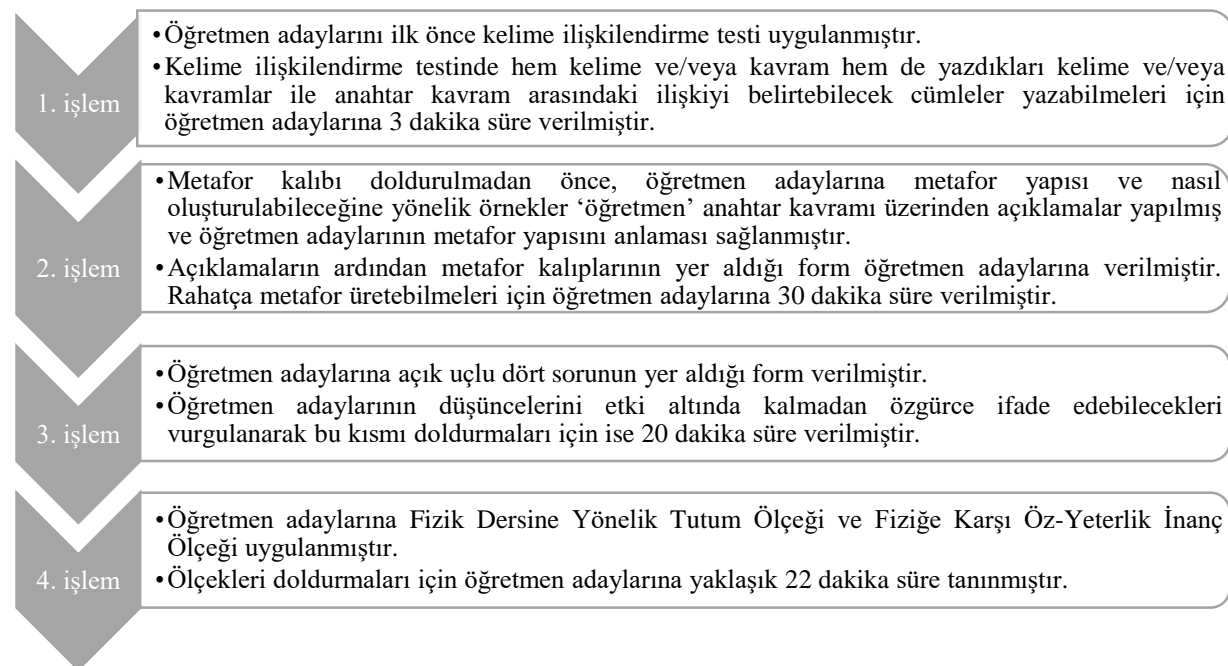 1. işlem
•Öğretmen adaylarını ilk önce kelime ilişkilendirme testi uygulanmıştır.
•Kelime ilişkilendirme testinde hem kelime ve/veya kavram hem de yazdıkları kelime ve/veya
kavramlar ile anahtar kavram arasındaki ilişkiyi belirtebilecek cümleler yazabilmeleri için
öğretmen adaylarına 3 dakika süre verilmiştir.
2. işlem
•Metafor kalıbı doldurulmadan önce, öğretmen adaylarına metafor yapısı ve nasıl
oluşturulabileceğine yönelik örnekler ‘öğretmen’ anahtar kavramı üzerinden açıklamalar yapılmış
ve öğretmen adaylarının metafor yapısını anlaması sağlanmıştır.
•Açıklamaların ardından metafor kalıplarının yer aldığı form öğretmen adaylarına verilmiştir.
Rahatça metafor üretebilmeleri için öğretmen adaylarına 30 dakika süre verilmiştir.
3. işlem
•Öğretmen adaylarına açık uçlu dört sorunun yer aldığı form verilmiştir.
•Öğretmen adaylarının düşüncelerini etki altında kalmadan özgürce ifade edebilecekleri
vurgulanarak bu kısmı doldurmaları için ise 20 dakika süre verilmiştir.
4. işlem
•Öğretmen adaylarına Fizik Dersine Yönelik Tutum Ölçeği ve Fiziğe Karşı Öz-Yeterlik İnanç
Ölçeği uygulanmıştır.
•Ölçekleri doldurmaları için öğretmen adaylarına yaklaşık 22 dakika süre tanınmıştır.